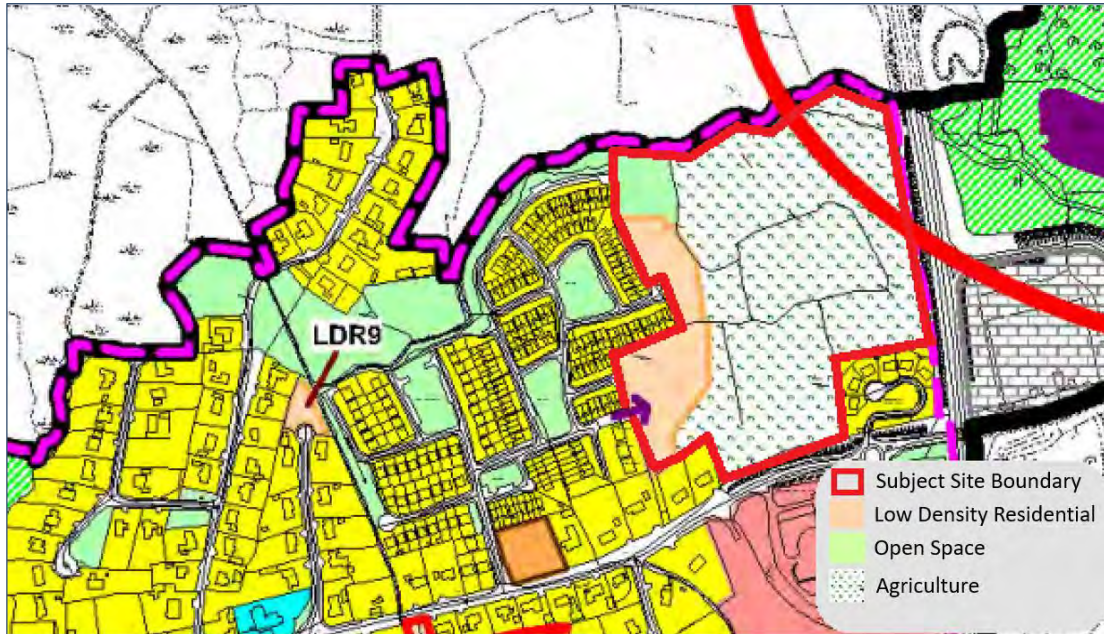 LDR9
Subject Site Boundary
Low Density Residential
Open Space
Agriculture